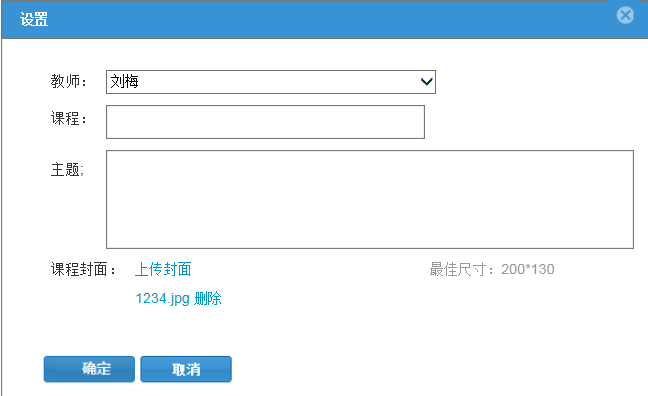 设置
教师： 刘梅
课程：
主题;
课程封面： 上传封面 最佳尺寸：200*130
1234.jpg 删除
确定 取消